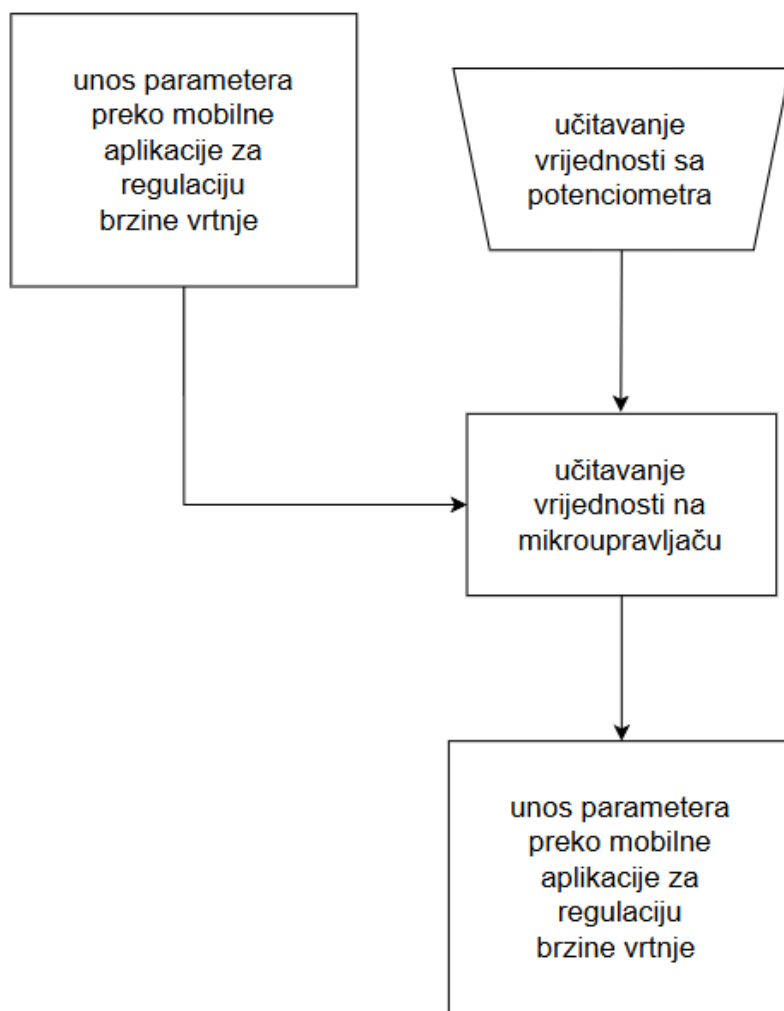 unos parametera
preko mobilne
aplikacije za
regulaciju
brzine vrtnje
učitavanje
vrijednosti sa
potenciometra
učitavanje
vrijednosti na
mikroupravljaču
unos parametera
preko mobilne
aplikacije za
regulaciju
brzine vrtnje